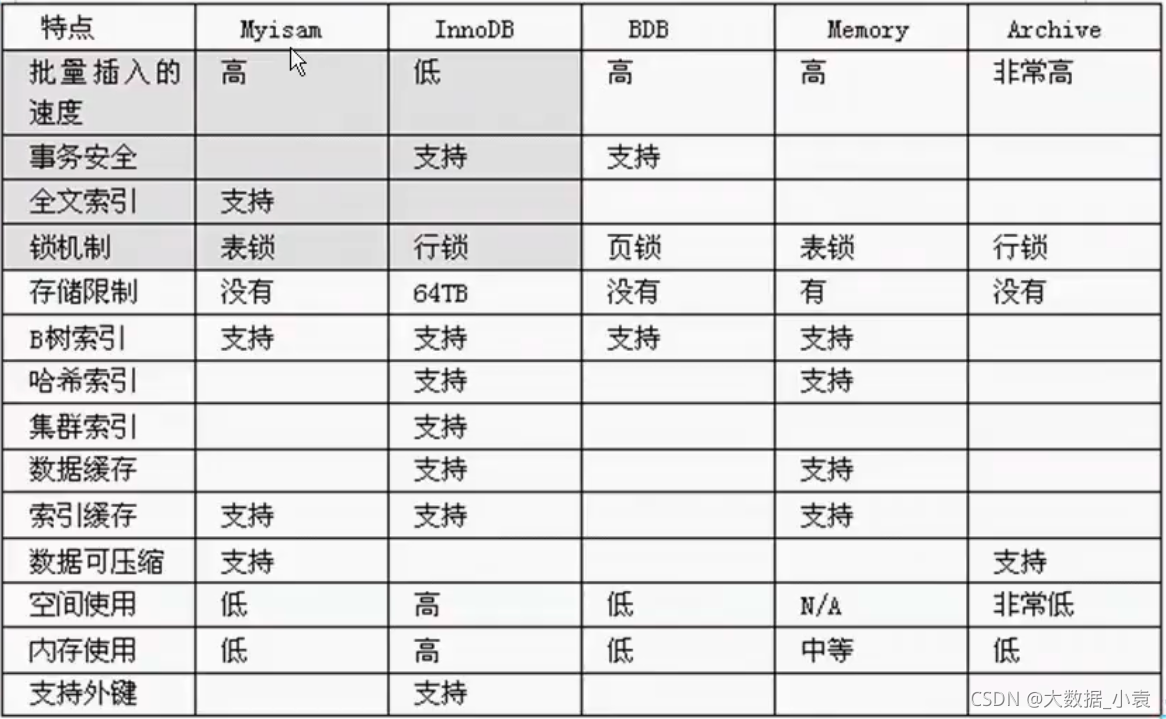 特点 Myisam InnoDB BDB Memory Archive
批量插入的 高 低 高 高 非常高
速度
事务安全 支持 支持
全文索引 支持
锁机制 表锁 行锁 页锁 表锁 行锁
存储限制 没有 64TB 没有 有 没有
B树索引 支持 支持 支持 支持
哈希索引 支持 支持
集群索引 支持
数据缓存 支持 支持
索引缓存 支持 支持 支持
数据可压缩 支持 支持
空间使用 低 高 低 N/A 非常低
内存使用 低 高 低 中等 低
支持外键 支持
CSDN @大数据_小袁